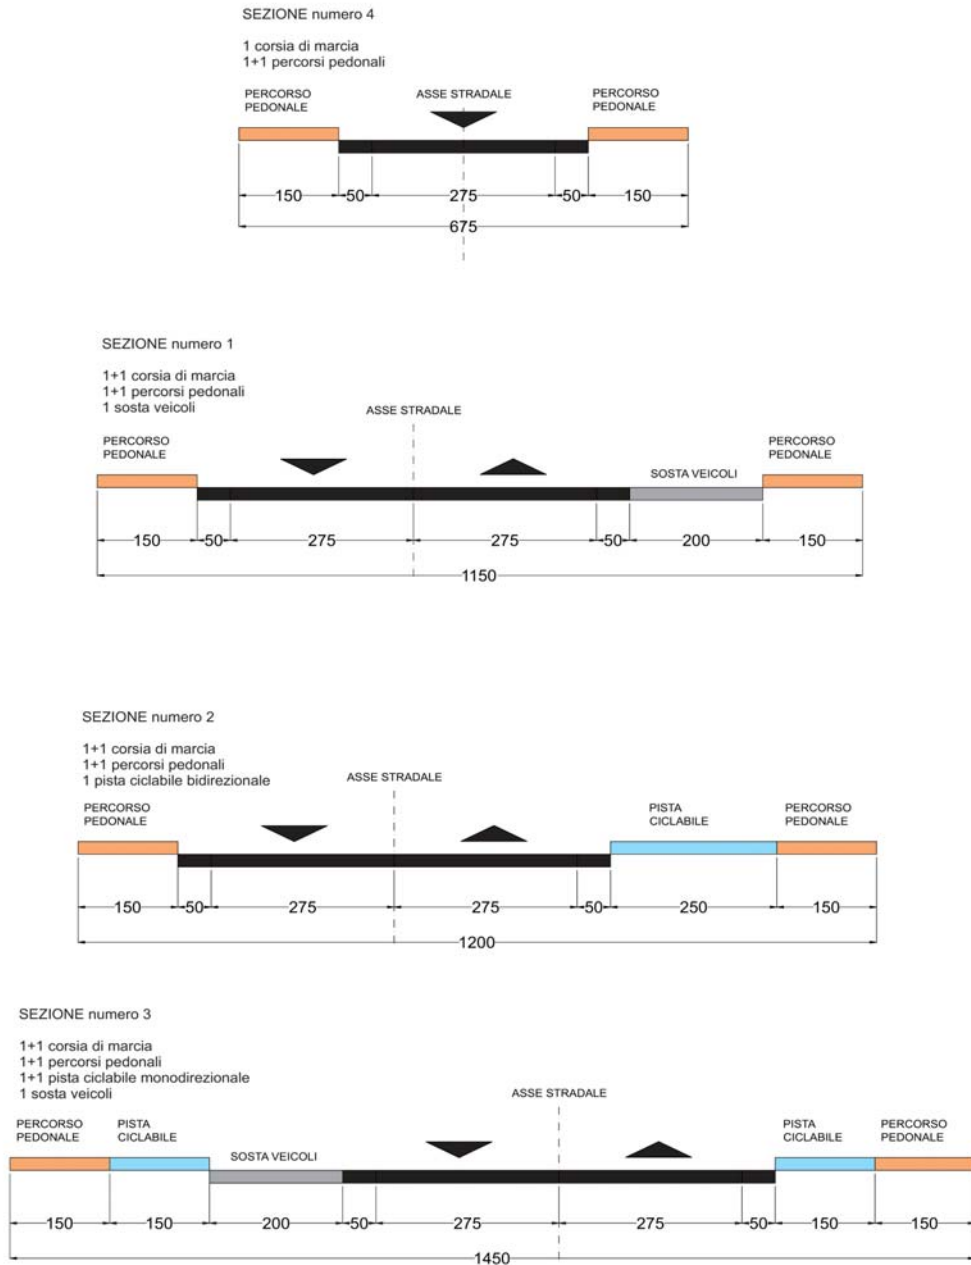 SEZIONE numero 4
1 corsia di marcia
1+1 percorsi pedonali
PERCORSO
PEDONALE
ASSE STRADALE
PERCORSO
PEDONALE
150 50 275 50 150
675
SEZIONE numero 1
1+1 corsia di marcia
1+1 percorsi pedonali
1 sosta veicoli
ASSE STRADALE
PERCORSO
PEDONALE
SOSTA VEICOLI
PERCORSO
PEDONALE
150 50 275 275 50 200 150
1150
SEZIONE numero 2
1+1 corsia di marcia
1+1 percorsi pedonali
1 pista ciclabile bidirezionale
ASSE STRADALE
PERCORSO
PEDONALE
PISTA
CICLABILE
PERCORSO
PEDONALE
150 50 275 275 50 250 150
1200
SEZIONE numero 3
1+1 corsia di marcia
1+1 percorsi pedonali
1+1 pista ciclabile monodirezionale
1 sosta veicoli
ASSE STRADALE
PERCORSO
PEDONALE
PISTA
CICLABILE
SOSTA VEICOLI
PISTA
CICLABILE
PERCORSO
PEDONALE
150 150 200 50 275 275 50 150 150
1450